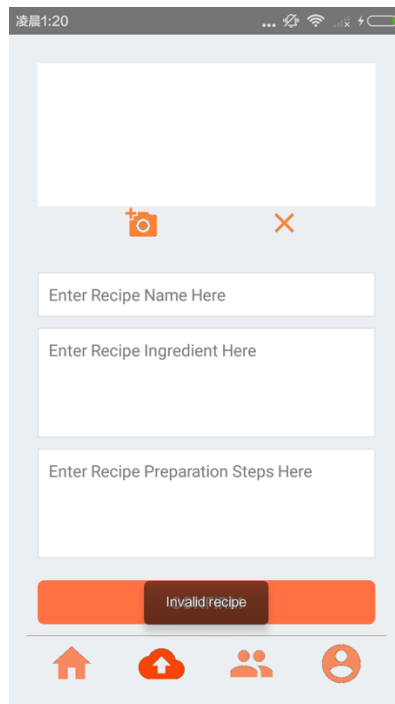 凌晨1:20
Enter Recipe Name Here
Enter Recipe Ingredient Here
Enter Recipe Preparation Steps Here
Invalid recipe